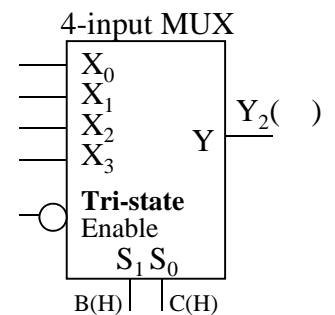 4-input MUX
X₀
X₁
X₂
X₃
Y
Y₂( )
Tri-state
Enable
S₁ S₀
B(H) C(H)